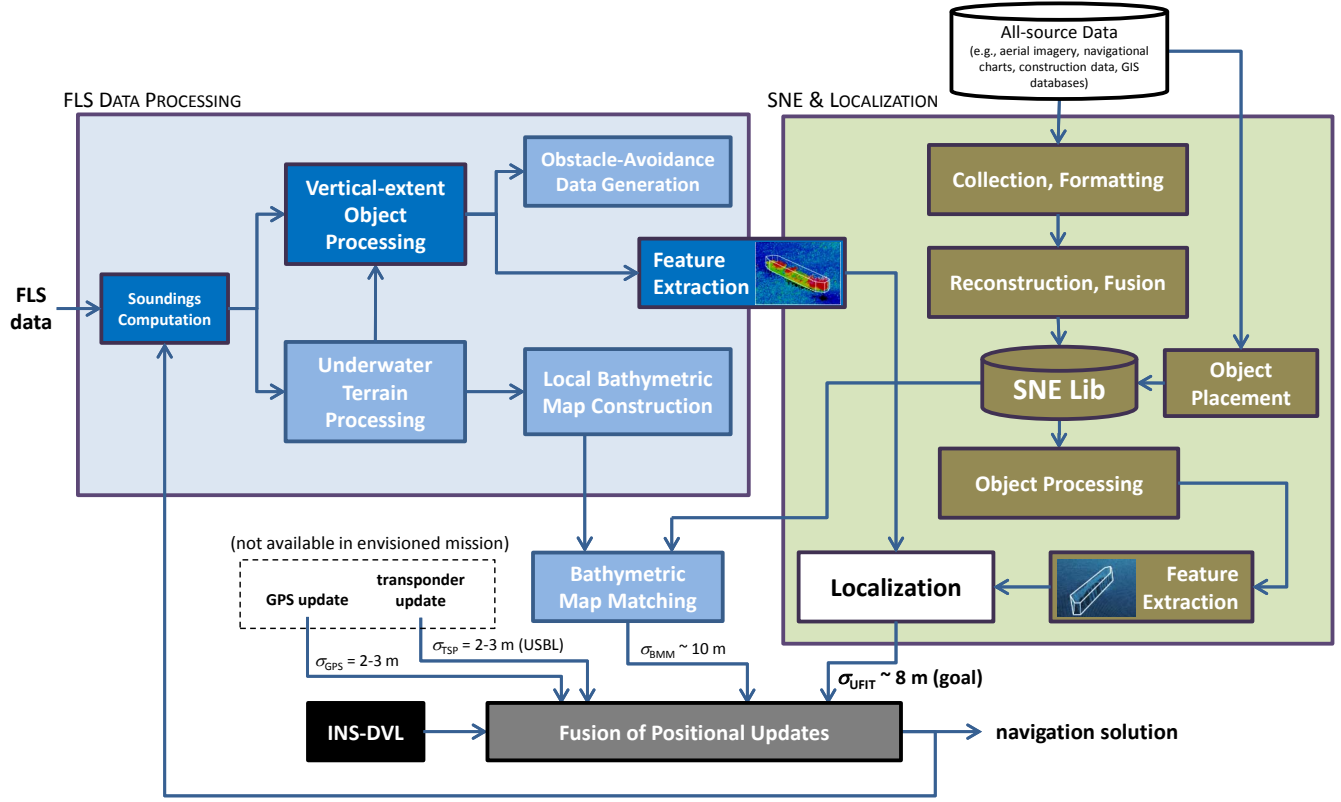 All-source Data
(e.g., aerial imagery, navigational
charts, construction data, GIS
databases)
FLS DATA PROCESSING
SNE & LOCALIZATION
Obstacle-Avoidance
Data Generation
Vertical-extent
Object
Processing
Collection, Formatting
Feature
Extraction
Reconstruction, Fusion
FLS
data
Soundings
Computation
Underwater
Terrain
Processing
Local Bathymetric
Map Construction
SNE Lib
Object
Placement
Object Processing
(not available in envisioned mission)
GPS update
transponder
update
Bathymetric
Map Matching
Localization
Feature
Extraction
σGPS = 2-3 m
σTSP = 2-3 m (USBL)
σBMM ~ 10 m
σUFIT ~ 8 m (goal)
INS-DVL
Fusion of Positional Updates
navigation solution